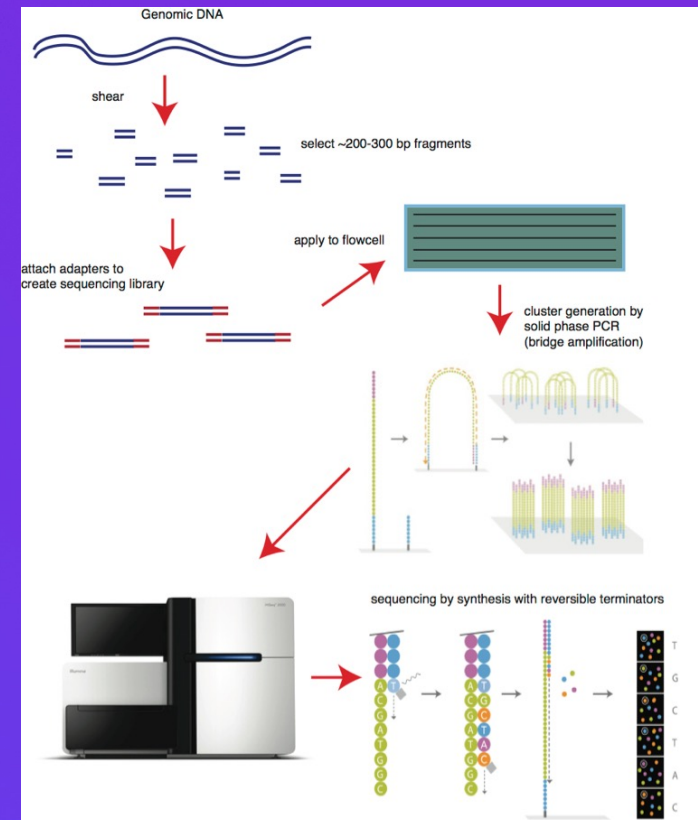 Genomic DNA
shear
select ~200-300 bp fragments
apply to flowcell
attach adapters to
create sequencing library
cluster generation by
solid phase PCR
(bridge amplification)
sequencing by synthesis with reversible terminators
A T
C
G
A
T
G
G
C
A T
C G
G C
A T
T A
G C
G
C
T
G
C
T
A
C